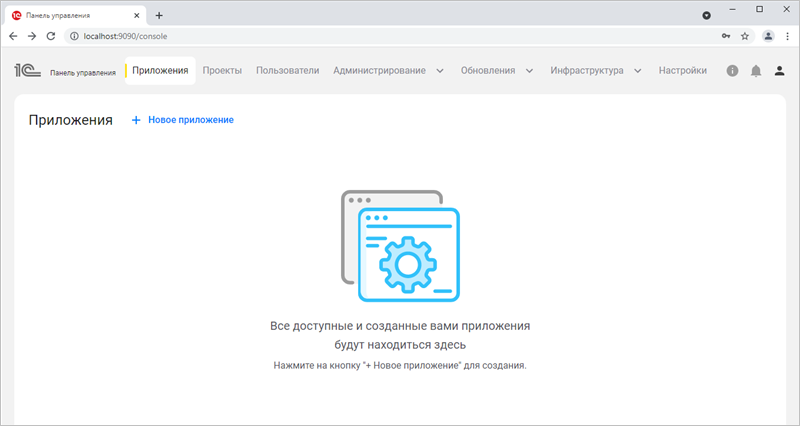 Панель управления
localhost:9090/console
1С Панель управления Приложения Проекты Пользователи Администрирование Обновления Инфраструктура Настройки
Приложения + Новое приложение
Все доступные и созданные вами приложения
будут находиться здесь
Нажмите на кнопку "+ Новое приложение" для создания.